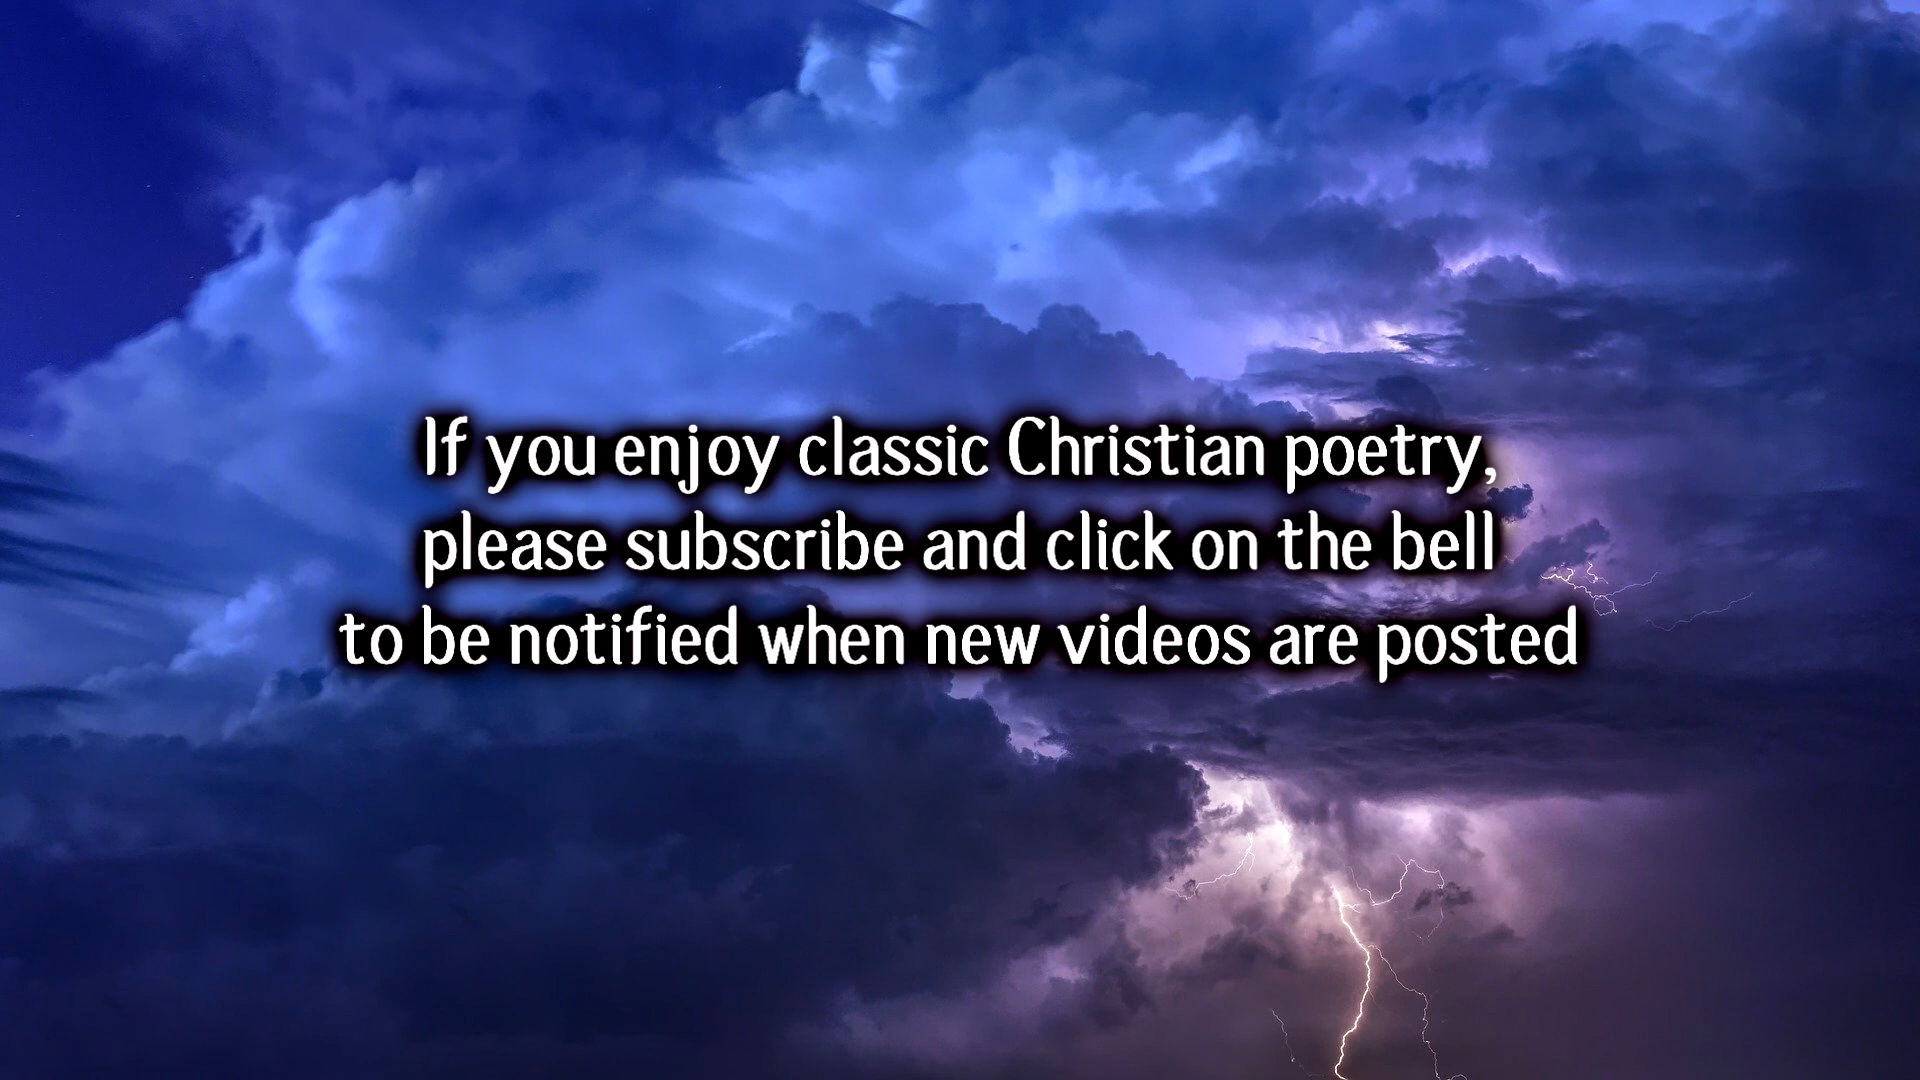 If you enjoy classic Christian poetry,
please subscribe and click on the bell
to be notified when new videos are posted